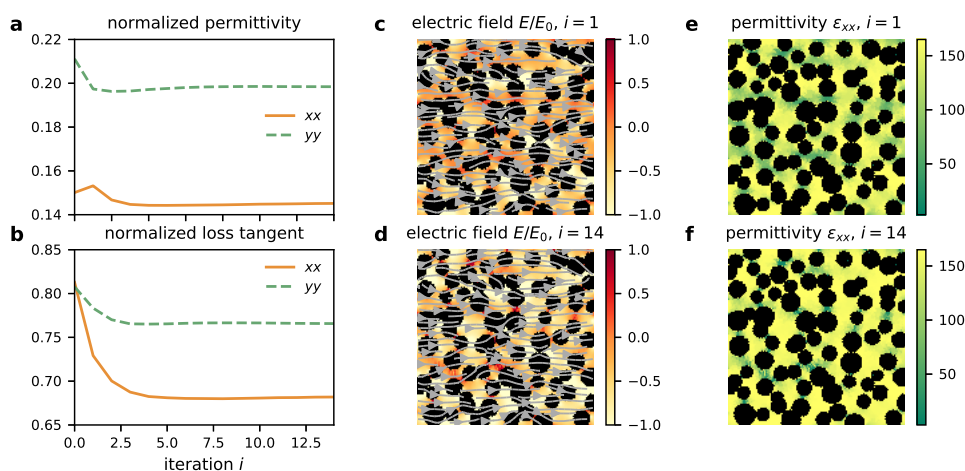 a
normalized permittivity
0.22
0.20
0.18
0.16
0.14
xx
yy
b
normalized loss tangent
0.85
0.80
0.75
0.70
0.65
xx
yy
0.0
2.5
5.0
7.5
10.0
12.5
iteration i
c
electric field E/E₀, i = 1
1.0
0.5
0.0
−0.5
−1.0
d
electric field E/E₀, i = 14
1.0
0.5
0.0
−0.5
−1.0
e
permittivity εₓₓ, i = 1
150
100
50
f
permittivity εₓₓ, i = 14
150
100
50